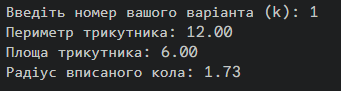 Введіть номер вашого варіанта (k): 1
Периметр трикутника: 12.00
Площа трикутника: 6.00
Радіус вписаного кола: 1.73